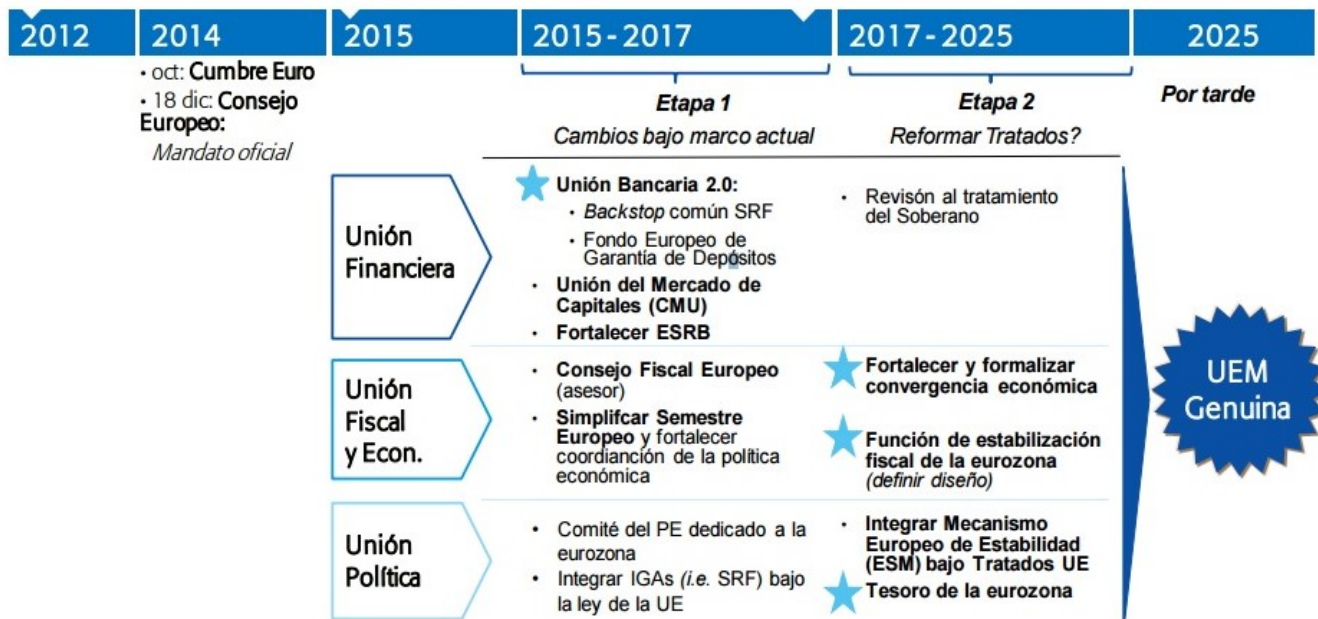 2012
2014
2015
2015-2017
2017-2025
2025
• oct: Cumbre Euro
• 18 dic: Consejo
Europeo:
Mandato oficial
Etapa 1
Cambios bajo marco actual
Etapa 2
Reformar Tratados?
Por tarde
Unión
Financiera
• Unión Bancaria 2.0:
• Backstop común SRF
• Fondo Europeo de
Garantía de Depósitos
• Unión del Mercado de
Capitales (CMU)
• Fortalecer ESRB
• Revisón al tratamiento
del Soberano
Unión
Fiscal
y Econ.
• Consejo Fiscal Europeo
(asesor)
• Simplifcar Semestre
Europeo y fortalecer
coordianción de la política
económica
• Fortalecer y formalizar
convergencia económica
• Función de estabilización
fiscal de la eurozona
(definir diseño)
Unión
Política
• Comité del PE dedicado a la
eurozona
• Integrar IGAs (i.e. SRF) bajo
la ley de la UE
• Integrar Mecanismo
Europeo de Estabilidad
(ESM) bajo Tratados UE
• Tesoro de la eurozona
UEM
Genuina